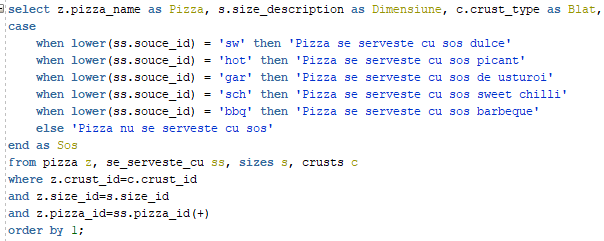 select z.pizza_name as Pizza, s.size_description as Dimensiune, c.crust_type as Blat,
case
when lower(ss.souce_id) = 'sw' then 'Pizza se serveste cu sos dulce'
when lower(ss.souce_id) = 'hot' then 'Pizza se serveste cu sos picant'
when lower(ss.souce_id) = 'gar' then 'Pizza se serveste cu sos de usturoi'
when lower(ss.souce_id) = 'sch' then 'Pizza se serveste cu sos sweet chilli'
when lower(ss.souce_id) = 'bbq' then 'Pizza se serveste cu sos barbeque'
else 'Pizza nu se serveste cu sos'
end as Sos
from pizza z, se_serveste_cu ss, sizes s, crusts c
where z.crust_id=c.crust_id
and z.size_id=s.size_id
and z.pizza_id=ss.pizza_id(+)
order by 1;